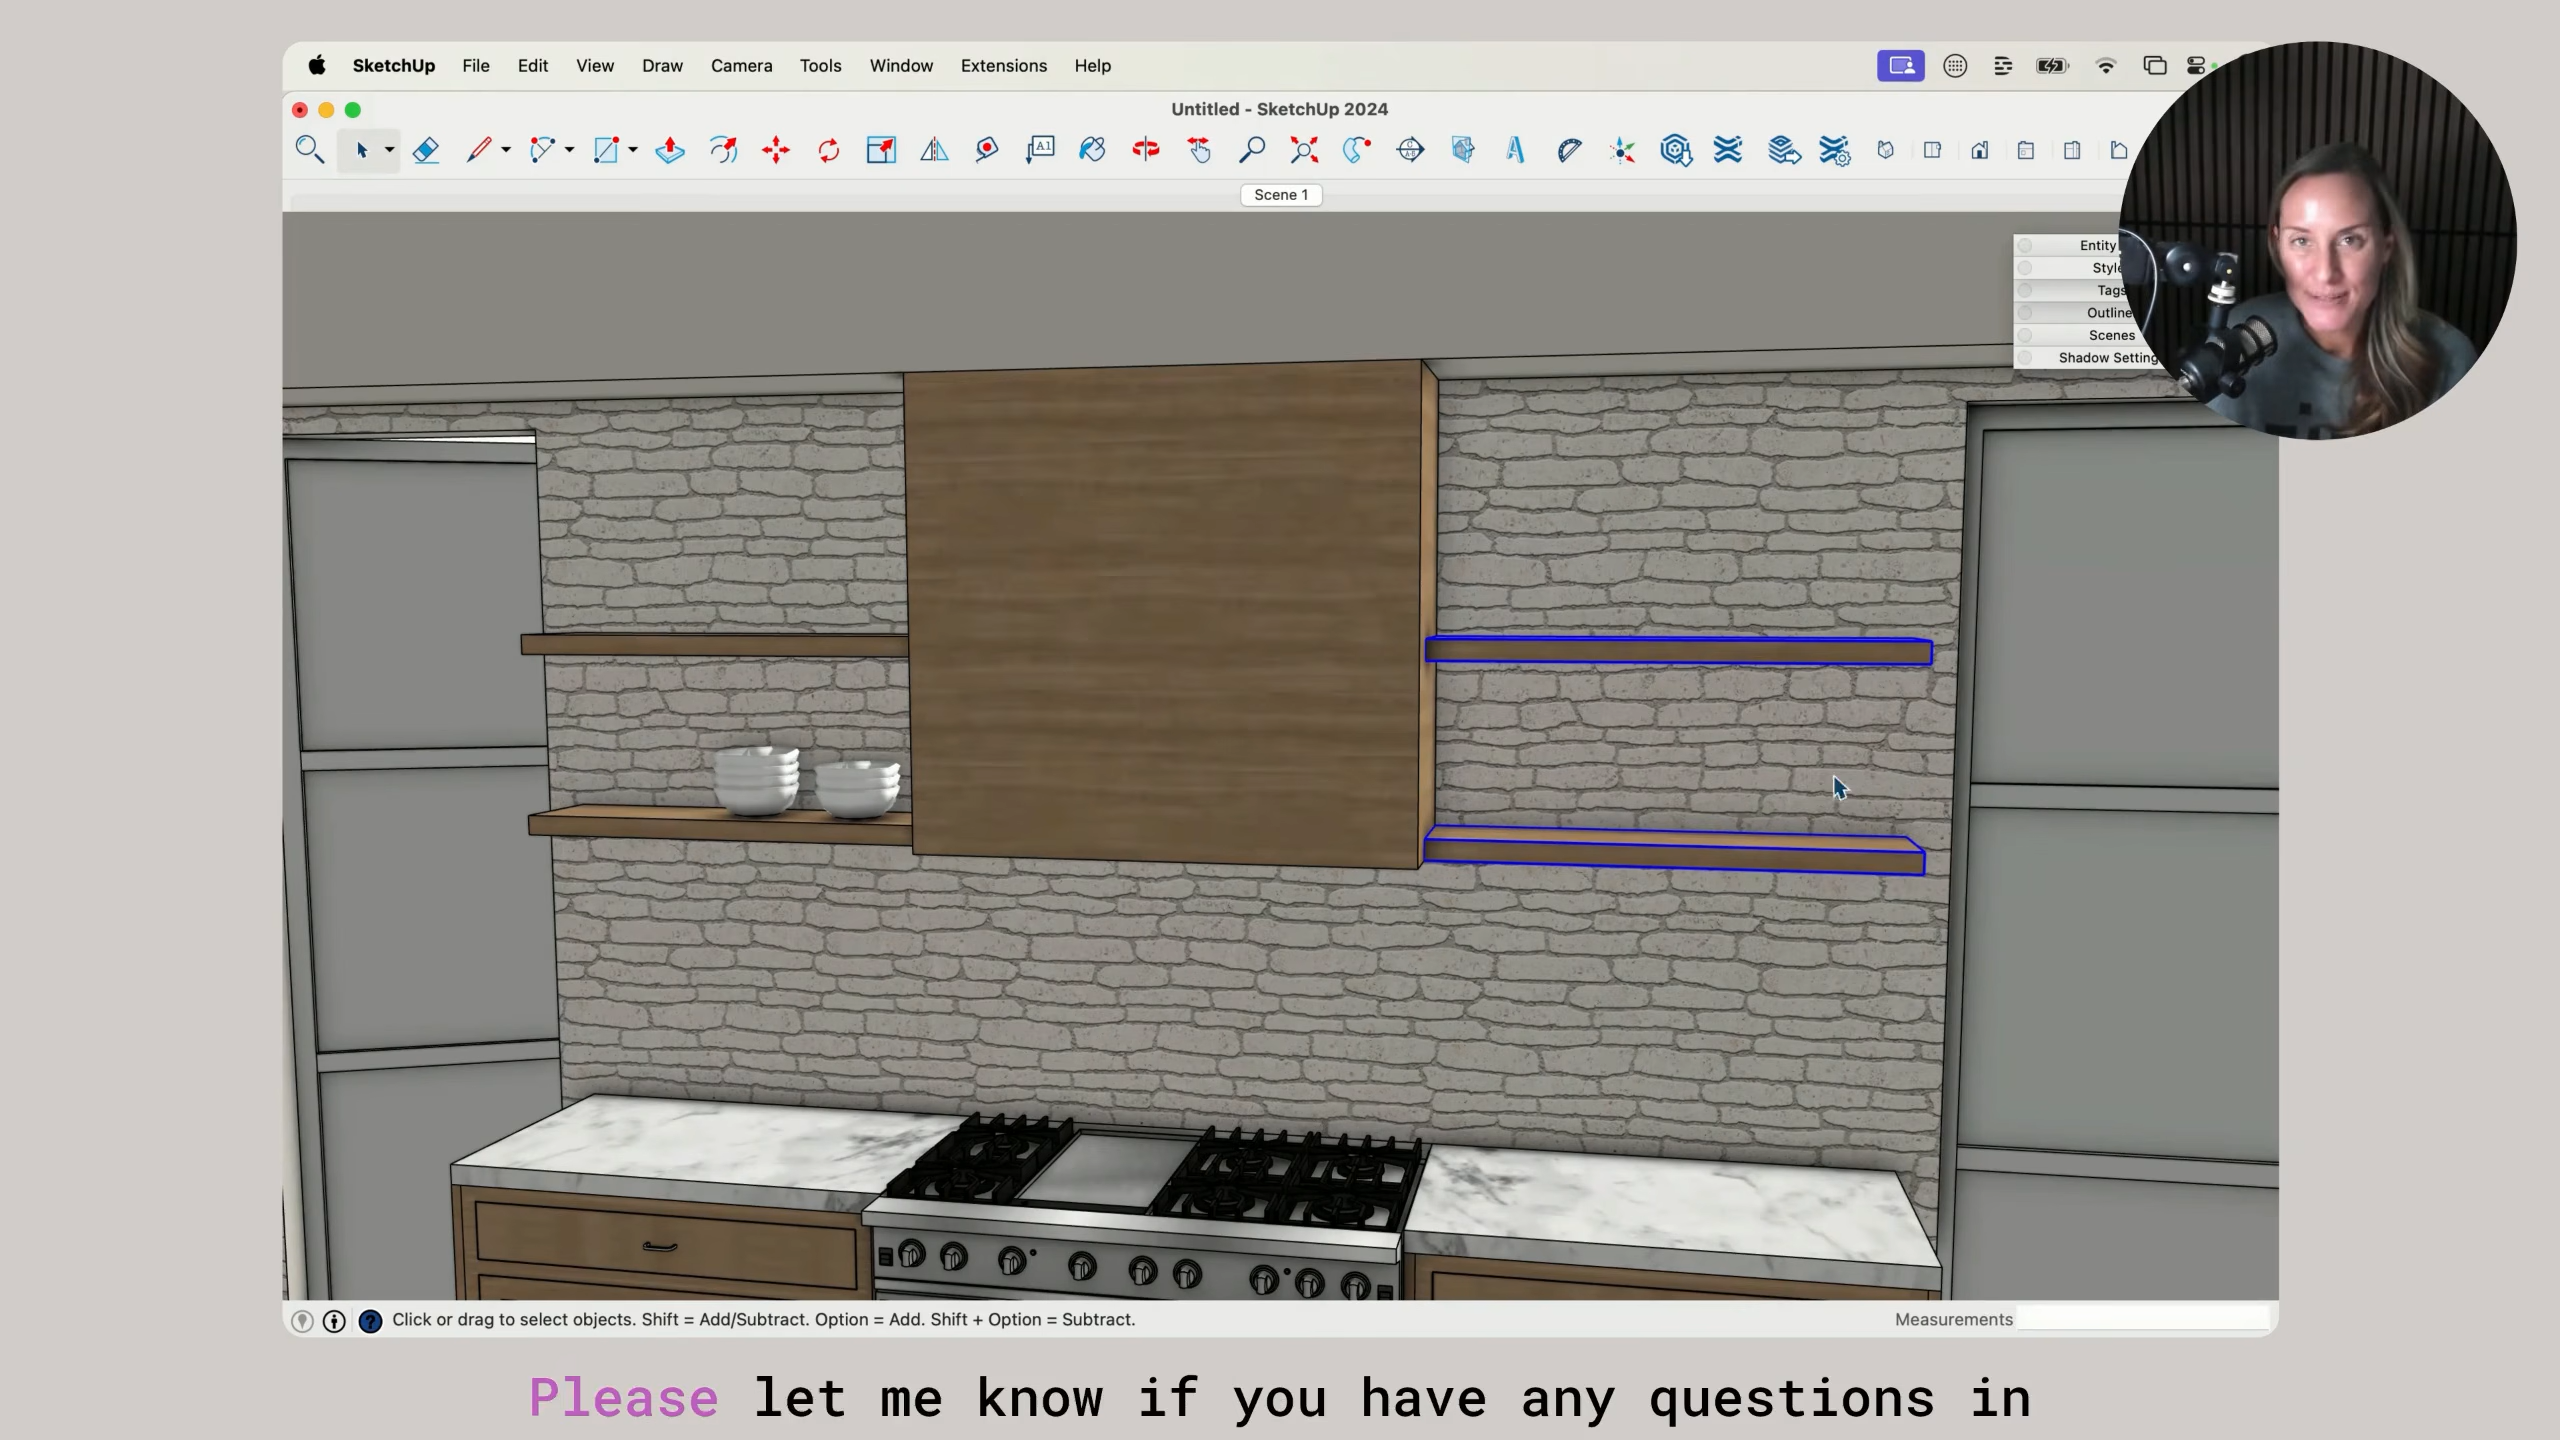 SketchUp File Edit View Draw Camera Tools Window Extensions Help
Untitled - SketchUp 2024
A1
Scene 1
Entity
Style
Tags
Outline
Scenes
Shadow Setting
Click or drag to select objects. Shift = Add/Subtract. Option = Add. Shift + Option = Subtract.
Measurements
Please let me know if you have any questions in